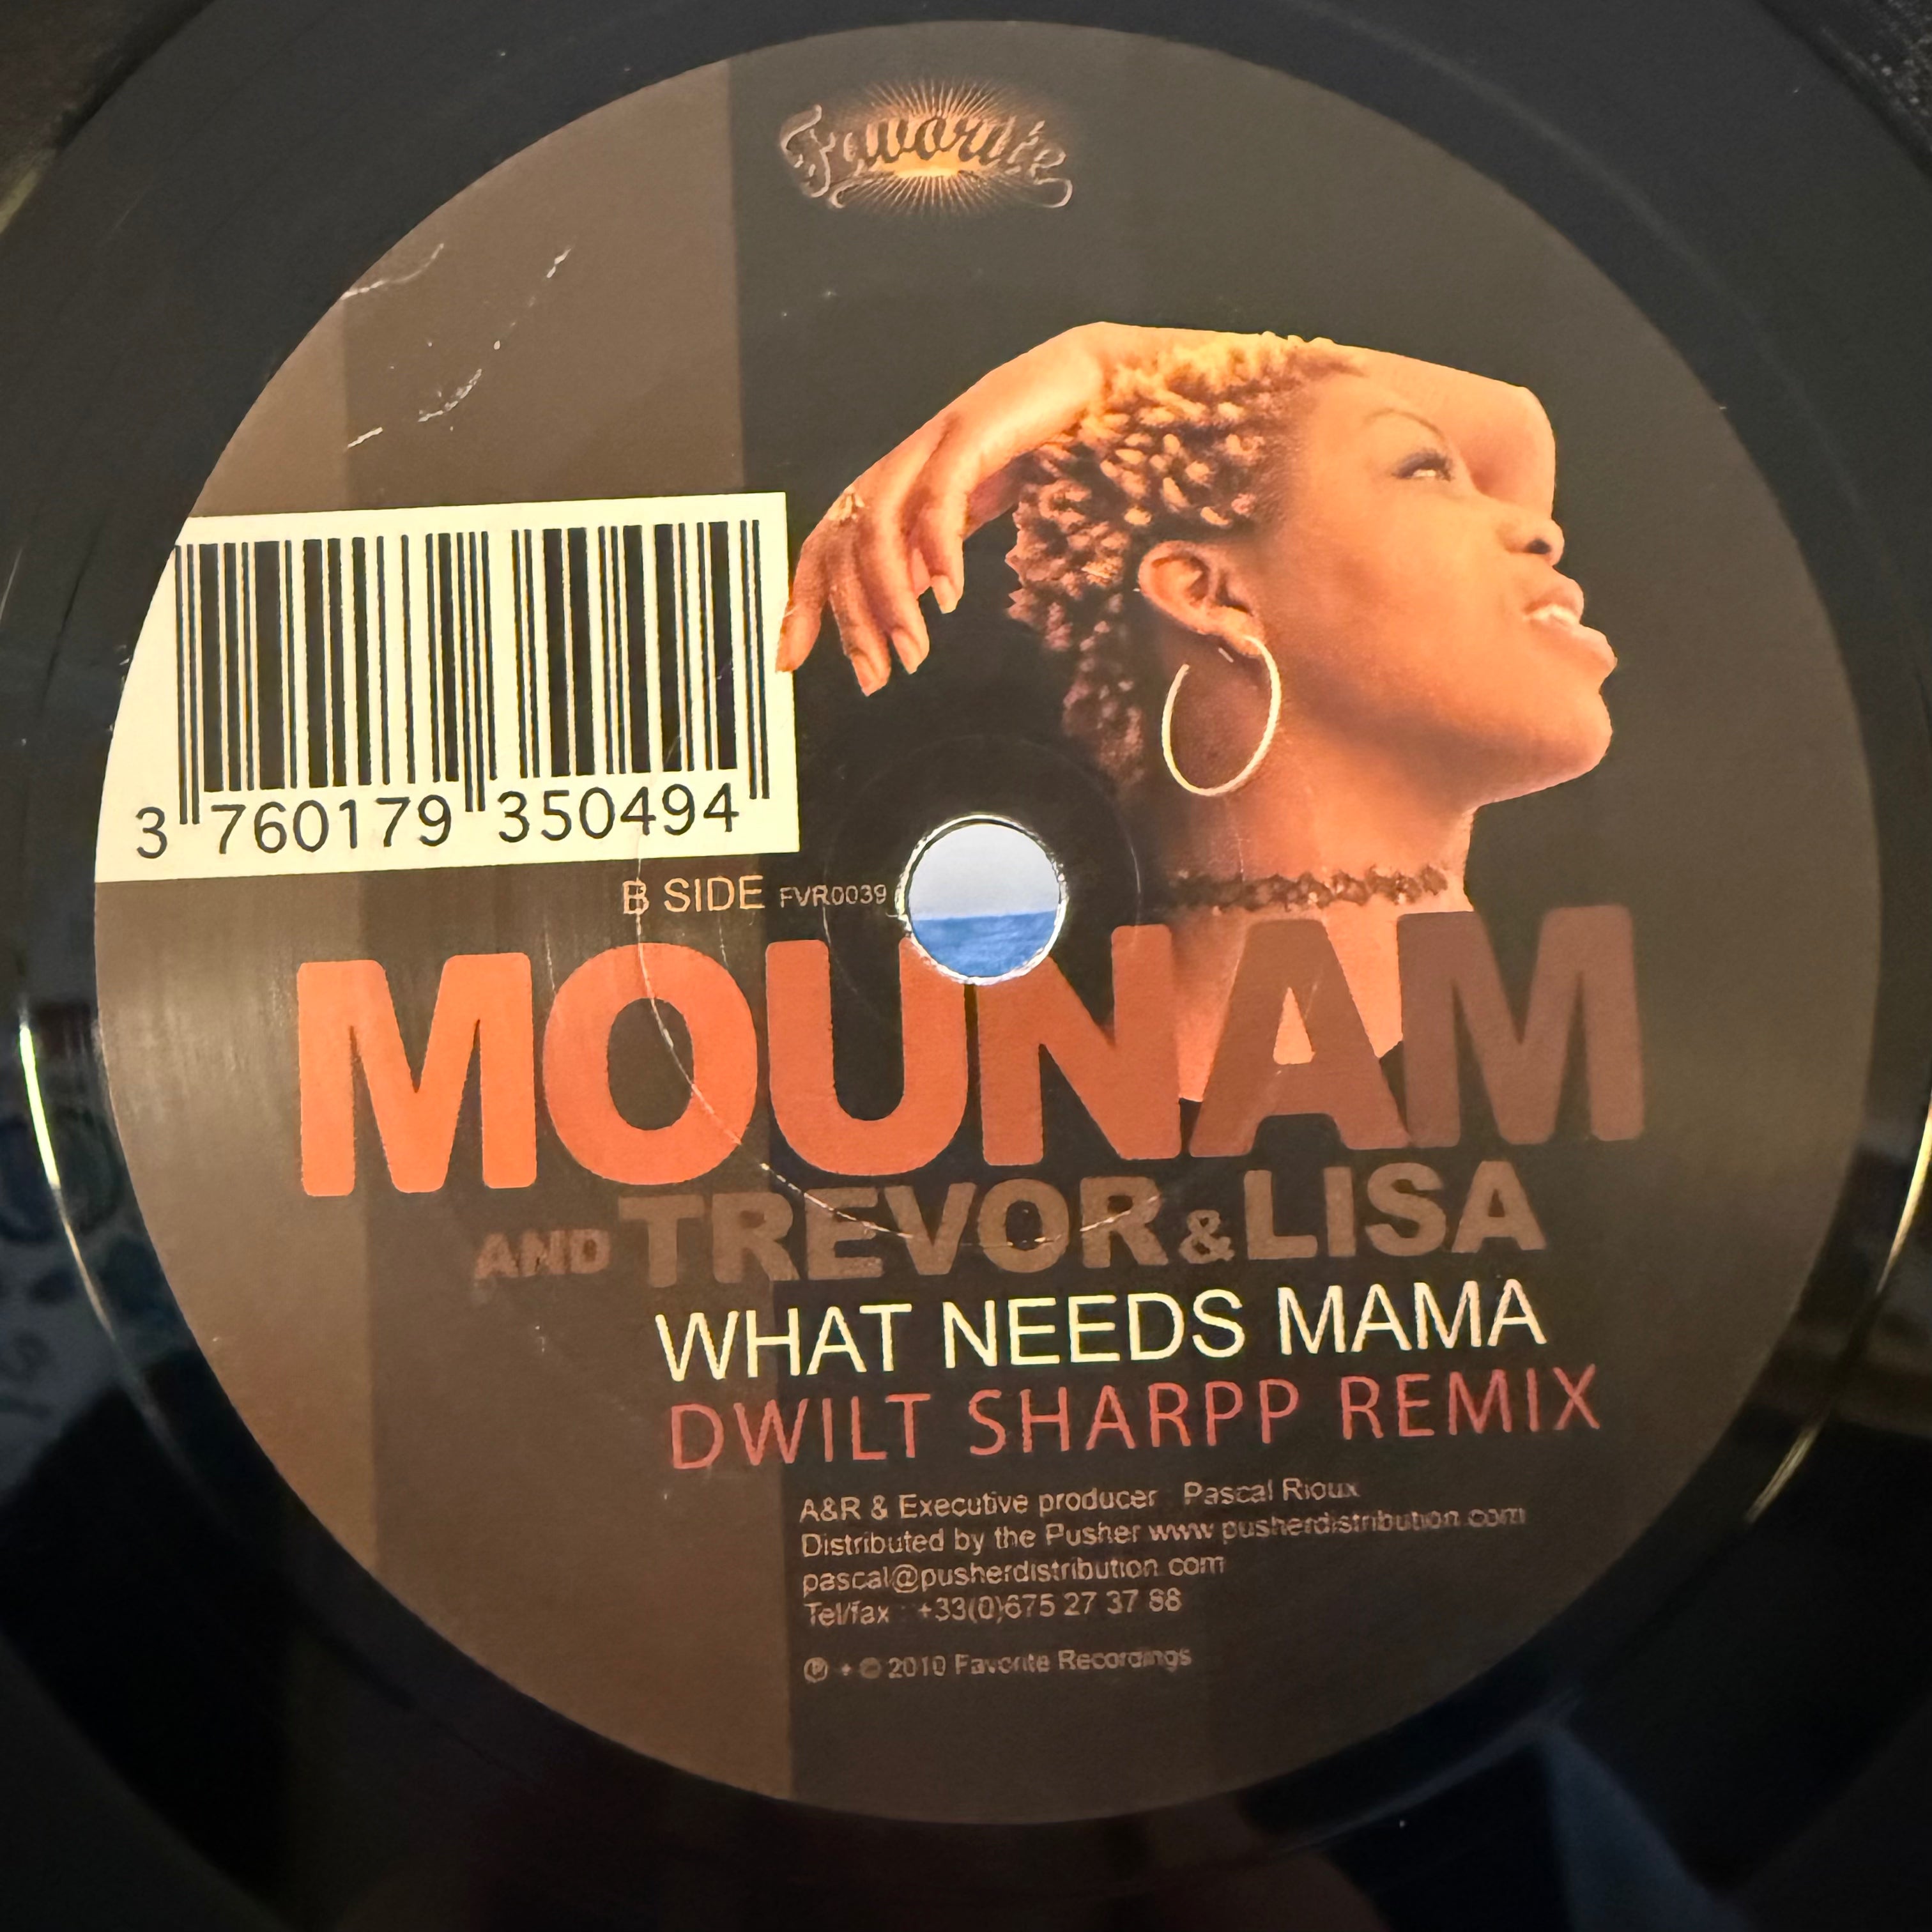 Favorite
3 760179 350494
B SIDE FVR0039
MOUNAM
AND TREVOR & LISA
WHAT NEEDS MAMA
DWILT SHARPP REMIX
A&R & Executive producer : Pascal Rioux
Distributed by the Pusher www.pusherdistribution.com
pascal@pusherdistribution.com
Tel/fax : +33(0)675 27 37 88
℗ + © 2010 Favorite Recordings